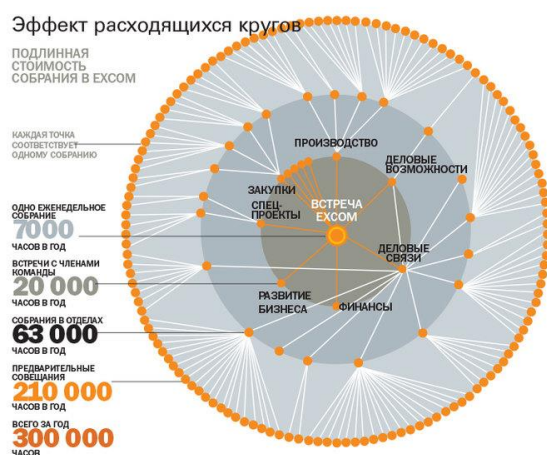 Эффект расходящихся кругов
ПОДЛИННАЯ
СТОИМОСТЬ
СОБРАНИЯ В EXCOM
КАЖДАЯ ТОЧКА
СООТВЕТСТВУЕТ
ОДНОМУ СОБРАНИЮ
ОДНО ЕЖЕНЕДЕЛЬНОЕ
СОБРАНИЕ
7000
ЧАСОВ В ГОД
ВСТРЕЧИ С ЧЛЕНАМИ
КОМАНДЫ
20 000
ЧАСОВ В ГОД
СОБРАНИЯ В ОТДЕЛАХ
63 000
ЧАСОВ В ГОД
ПРЕДВАРИТЕЛЬНЫЕ
СОВЕЩАНИЯ
210 000
ЧАСОВ В ГОД
ВСЕГО ЗА ГОД
300 000
ЧАСОВ
ПРОИЗВОДСТВО
ДЕЛОВЫЕ
ВОЗМОЖНОСТИ
ЗАКУПКИ
СПЕЦ-
ПРОЕКТЫ
ВСТРЕЧА
EXCOM
ДЕЛОВЫЕ
СВЯЗИ
РАЗВИТИЕ
БИЗНЕСА
ФИНАНСЫ